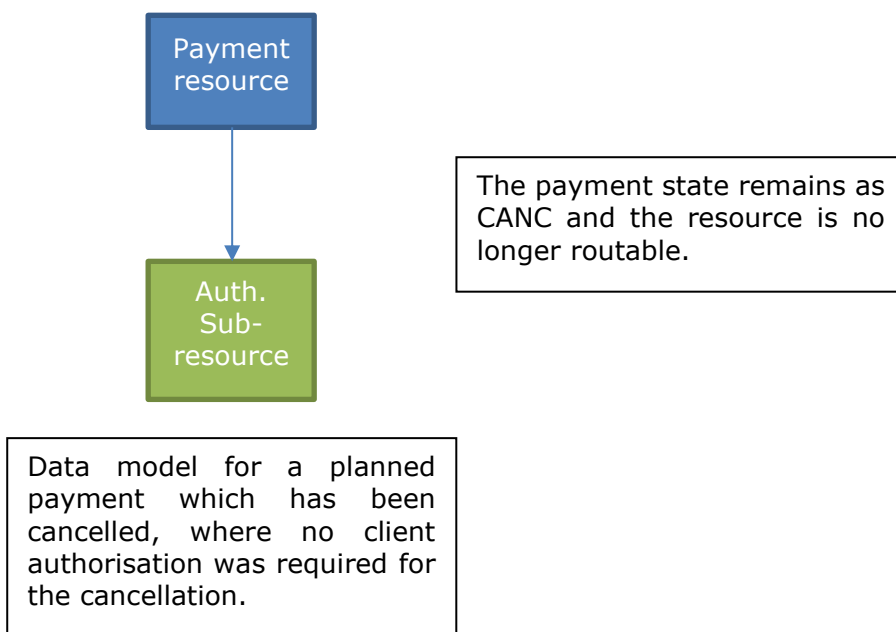 Payment
resource
The payment state remains as
CANC and the resource is no
longer routable.
Auth.
Sub-
resource
Data model for a planned
payment which has been
cancelled, where no client
authorisation was required for
the cancellation.